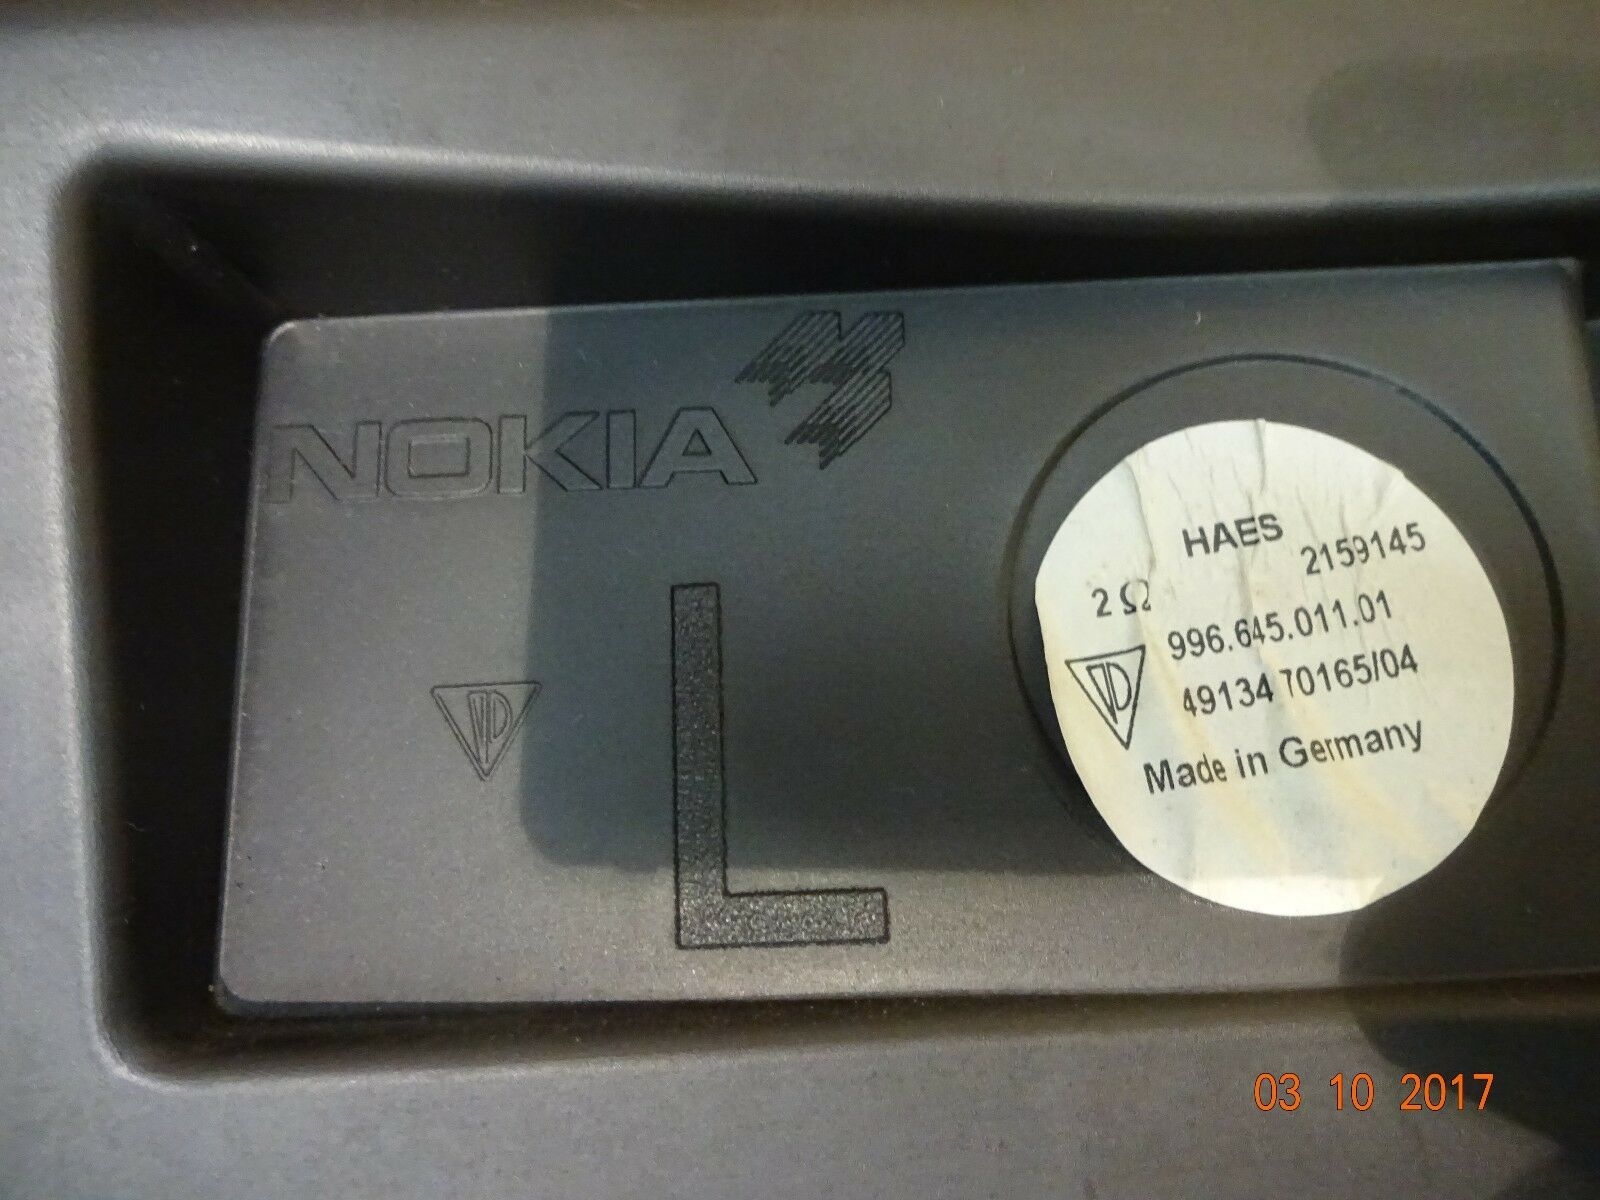 NOKIA
L
HAES
2159145
2 Ω
996.645.011.01
49134 70165/04
Made in Germany
03 10 2017